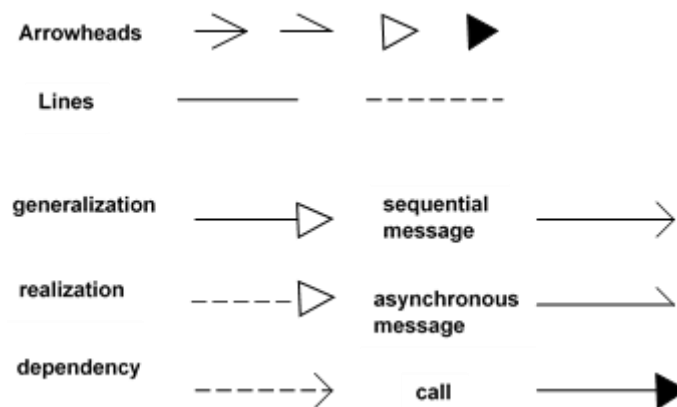 Arrowheads
Lines
generalization
sequential
message
realization
asynchronous
message
dependency
call